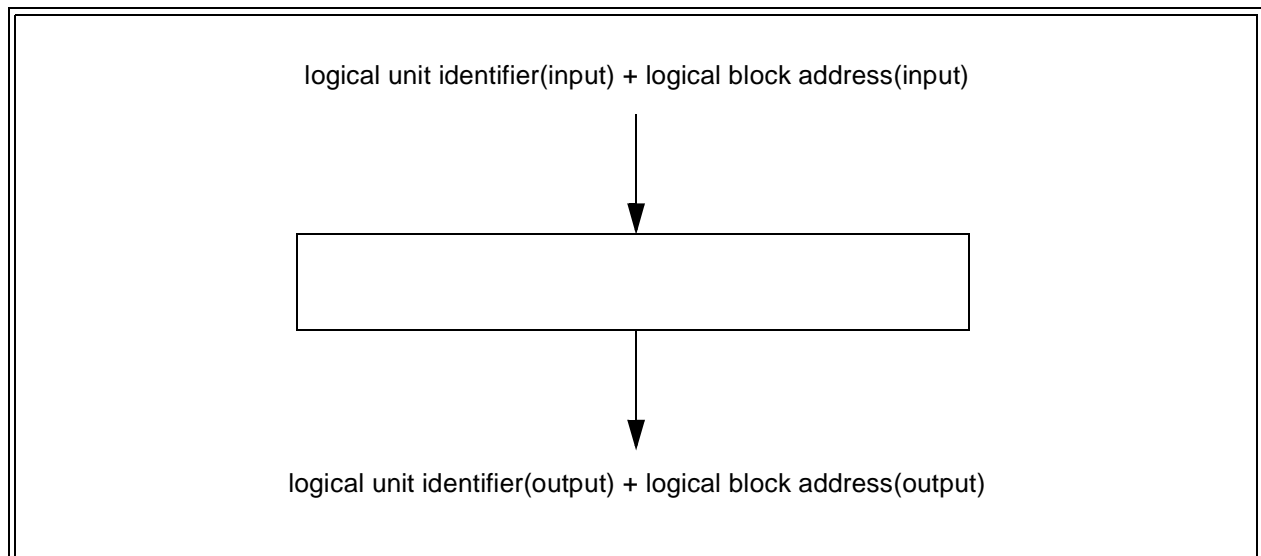 logical unit identifier(input) + logical block address(input)
logical unit identifier(output) + logical block address(output)